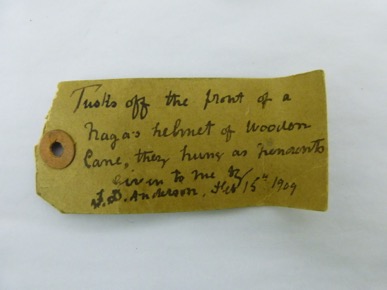 Tusks off the front of a
Naga's helmet of wooden
Cane, they hung as pendants
given to me by
J.D. Anderson, Feb 15th 1909